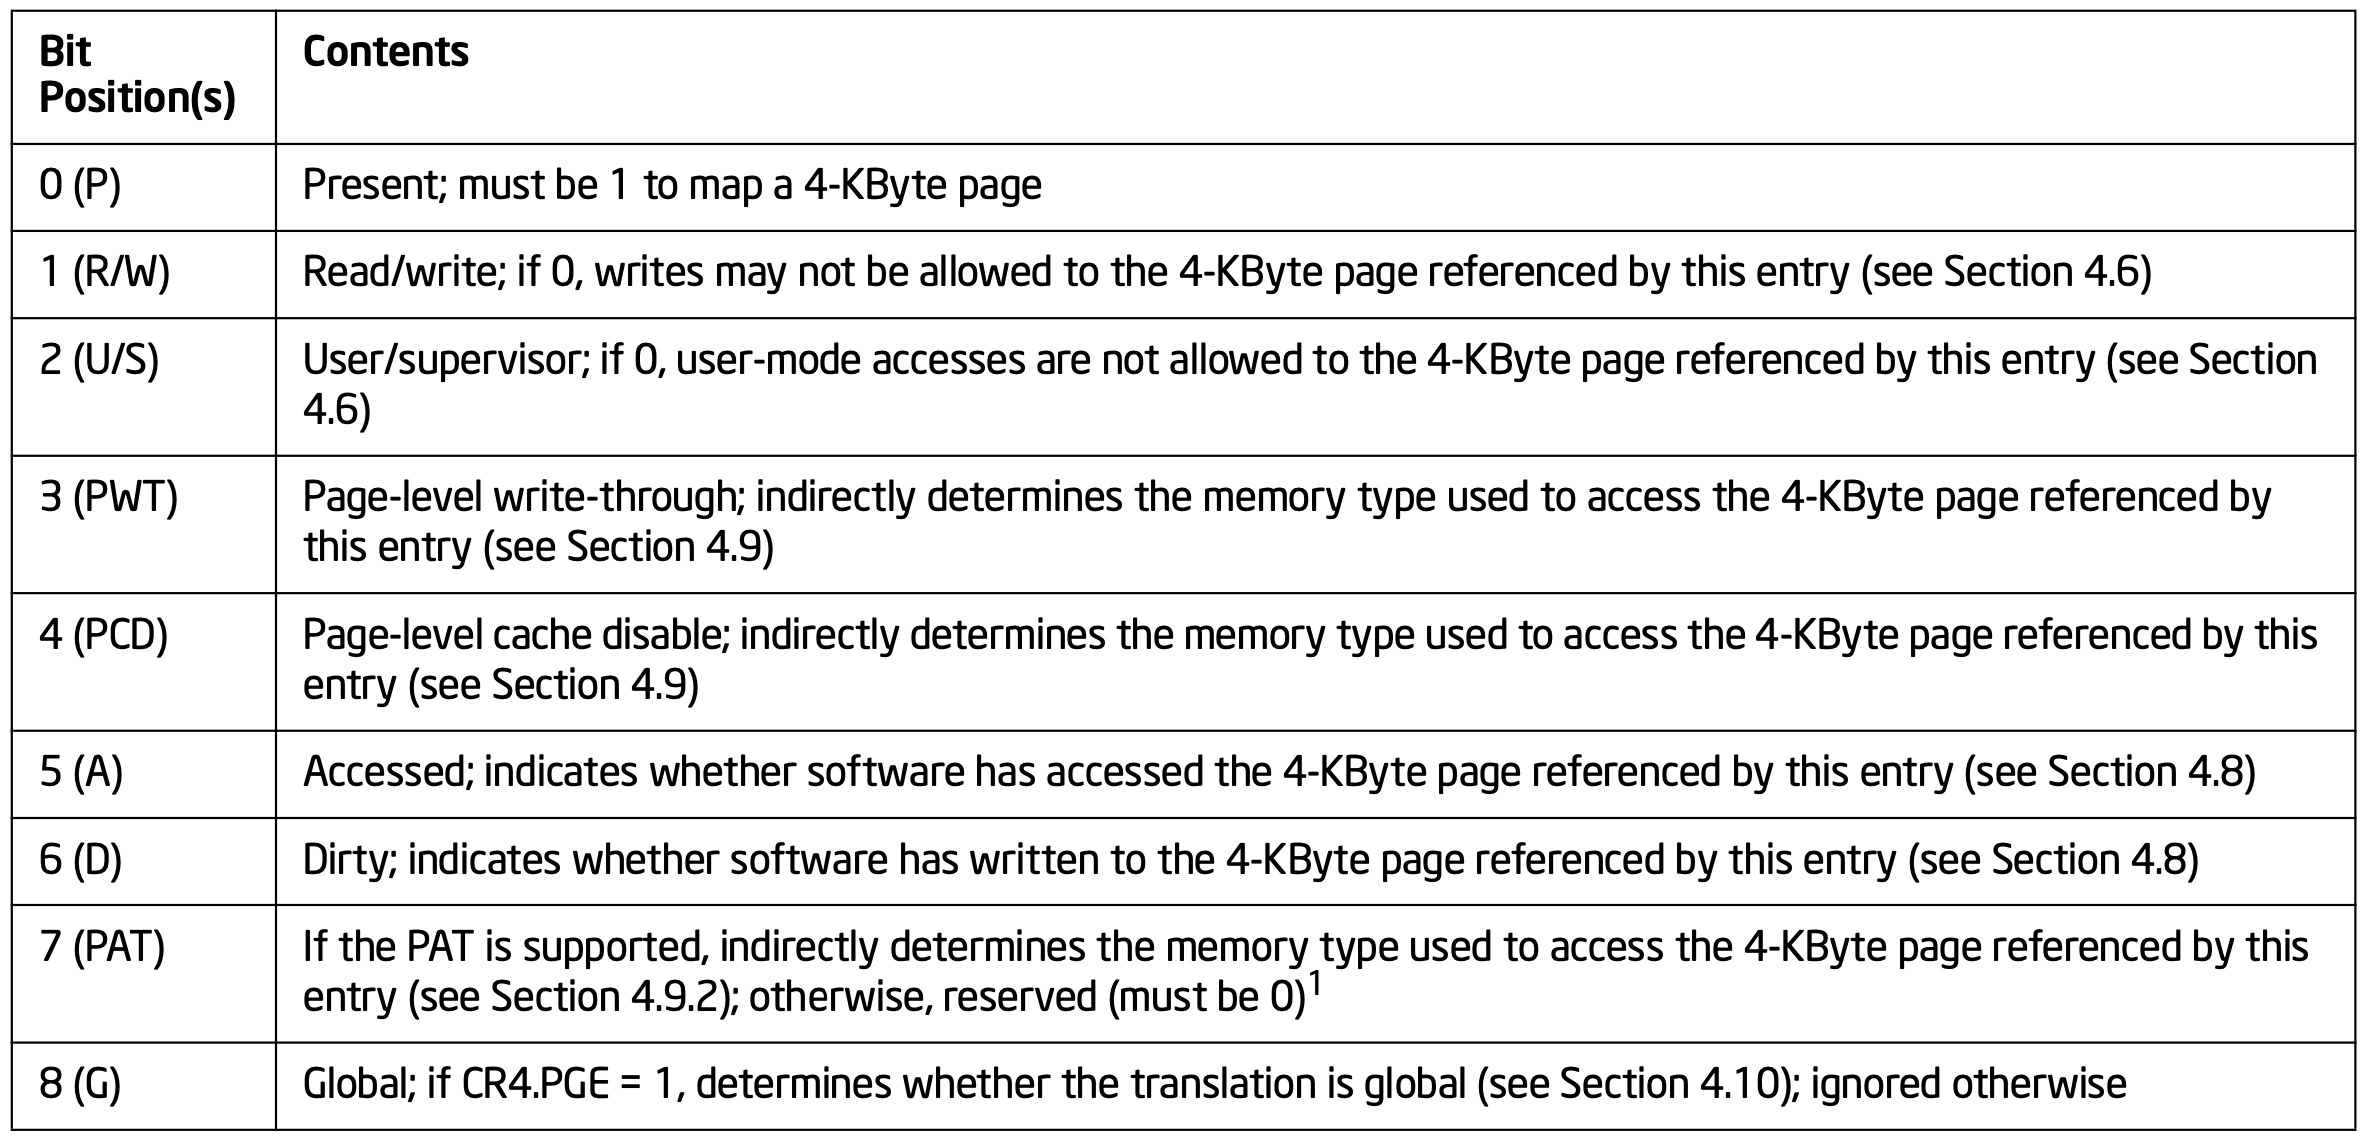 Bit
Position(s)
Contents
0 (P)
Present; must be 1 to map a 4-KByte page
1 (R/W)
Read/write; if 0, writes may not be allowed to the 4-KByte page referenced by this entry (see Section 4.6)
2 (U/S)
User/supervisor; if 0, user-mode accesses are not allowed to the 4-KByte page referenced by this entry (see Section
4.6)
3 (PWT)
Page-level write-through; indirectly determines the memory type used to access the 4-KByte page referenced by
this entry (see Section 4.9)
4 (PCD)
Page-level cache disable; indirectly determines the memory type used to access the 4-KByte page referenced by this
entry (see Section 4.9)
5 (A)
Accessed; indicates whether software has accessed the 4-KByte page referenced by this entry (see Section 4.8)
6 (D)
Dirty; indicates whether software has written to the 4-KByte page referenced by this entry (see Section 4.8)
7 (PAT)
If the PAT is supported, indirectly determines the memory type used to access the 4-KByte page referenced by this
entry (see Section 4.9.2); otherwise, reserved (must be 0)¹
8 (G)
Global; if CR4.PGE = 1, determines whether the translation is global (see Section 4.10); ignored otherwise